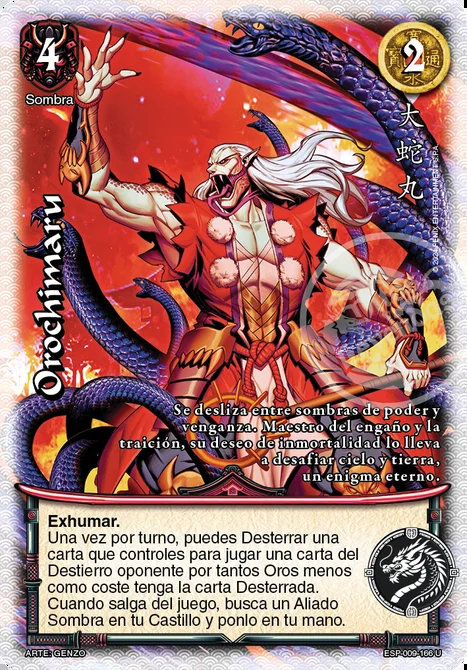 4
Sombra
2
寛
通
永
寳
大蛇丸
Orochimaru
Se desliza entre sombras de poder y
venganza. Maestro del engaño y la
traición, su deseo de inmortalidad lo lleva
a desafiar cielo y tierra,
un enigma eterno.
Exhumar.
Una vez por turno, puedes Desterrar una
carta que controles para jugar una carta del
Destierro oponente por tantos Oros menos
como coste tenga la carta Desterrada.
Cuando salga del juego, busca un Aliado
Sombra en tu Castillo y ponlo en tu mano.
ARTE: GENZO
ESP-009-166 U